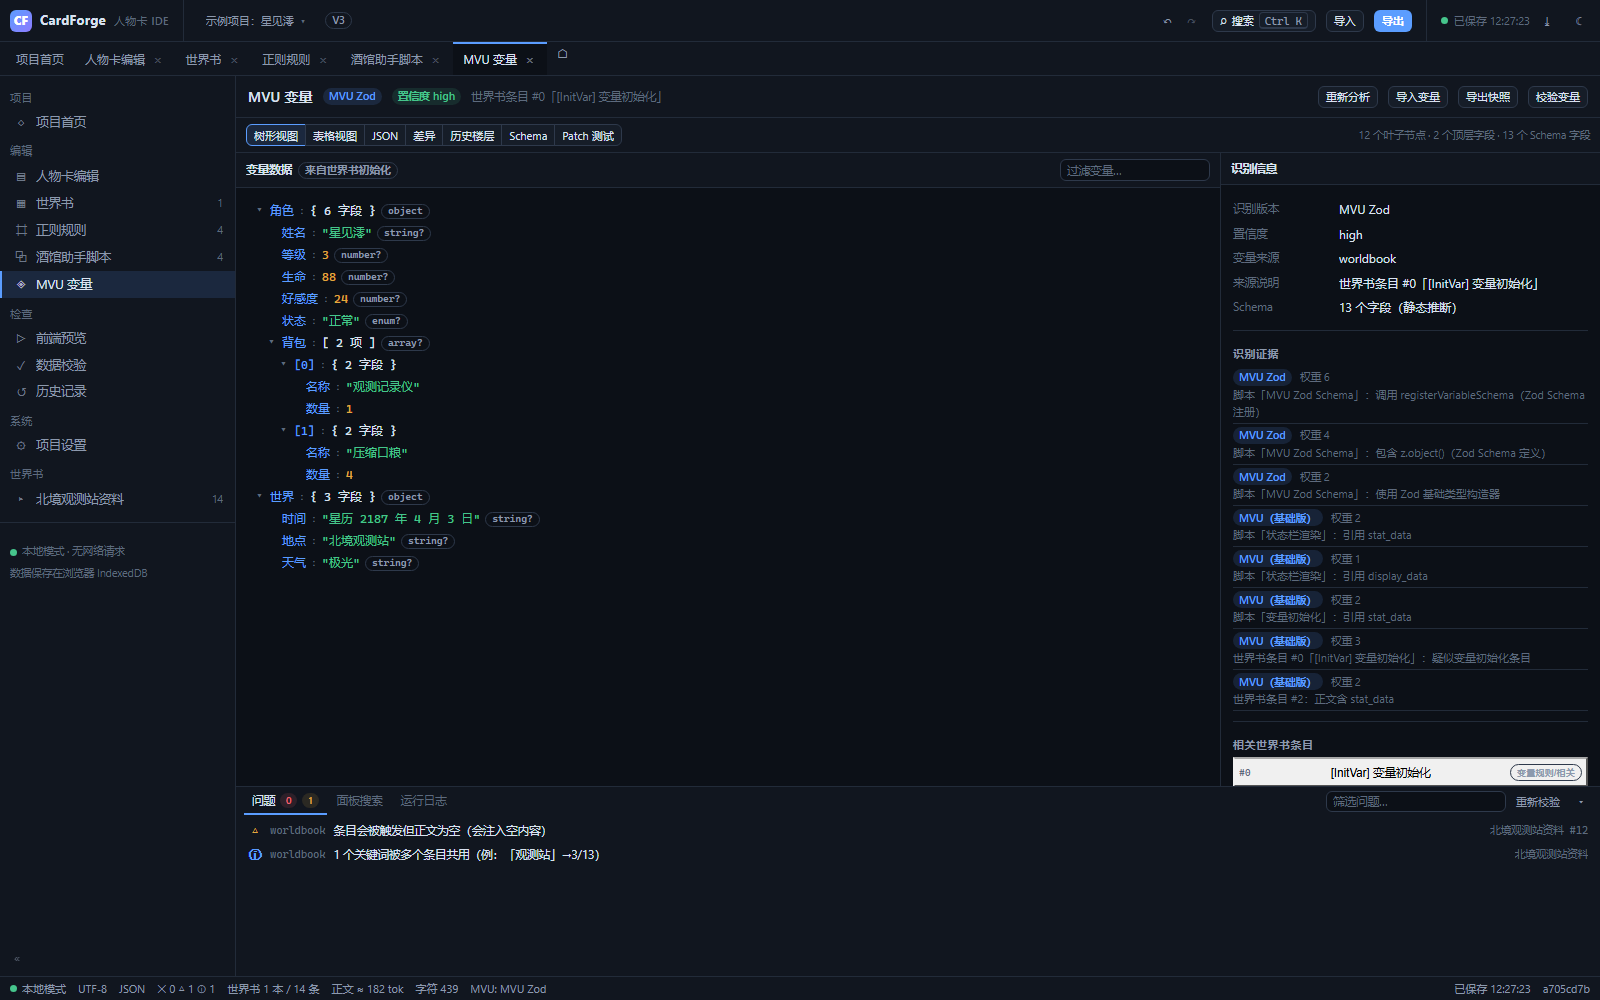 CF CardForge 人物卡 IDE 示例项目：星见澪 V3 搜索 Ctrl K 导入 导出 已保存 12:27:23
项目首页 人物卡编辑 × 世界书 × 正则规则 × 酒馆助手脚本 × MVU 变量 ×
项目
项目首页
编辑
人物卡编辑
世界书 1
正则规则 4
酒馆助手脚本 4
MVU 变量
检查
前端预览
数据校验
历史记录
系统
项目设置
世界书
北境观测站资料 14
本地模式 · 无网络请求
数据保存在浏览器 IndexedDB
«
MVU 变量 MVU Zod 置信度 high 世界书条目 #0「[InitVar] 变量初始化」 重新分析 导入变量 导出快照 校验变量
树形视图 表格视图 JSON 差异 历史楼层 Schema Patch 测试 12 个叶子节点 · 2 个顶层字段 · 13 个 Schema 字段
变量数据 来自世界书初始化 过滤变量...
角色 : { 6 字段 } object
姓名 : "星见澪" string?
等级 : 3 number?
生命 : 88 number?
好感度 : 24 number?
状态 : "正常" enum?
背包 : [ 2 项 ] array?
[0] : { 2 字段 }
名称 : "观测记录仪"
数量 : 1
[1] : { 2 字段 }
名称 : "压缩口粮"
数量 : 4
世界 : { 3 字段 } object
时间 : "星历 2187 年 4 月 3 日" string?
地点 : "北境观测站" string?
天气 : "极光" string?
识别信息
识别版本 MVU Zod
置信度 high
变量来源 worldbook
来源说明 世界书条目 #0「[InitVar] 变量初始化」
Schema 13 个字段（静态推断）
识别证据
MVU Zod 权重 6
脚本「MVU Zod Schema」：调用 registerVariableSchema（Zod Schema
注册）
MVU Zod 权重 4
脚本「MVU Zod Schema」：包含 z.object()（Zod Schema 定义）
MVU Zod 权重 2
脚本「MVU Zod Schema」：使用 Zod 基础类型构造器
MVU（基础版） 权重 2
脚本「状态栏渲染」：引用 stat_data
MVU（基础版） 权重 1
脚本「状态栏渲染」：引用 display_data
MVU（基础版） 权重 2
脚本「变量初始化」：引用 stat_data
MVU（基础版） 权重 3
世界书条目 #0「[InitVar] 变量初始化」：疑似变量初始化条目
MVU（基础版） 权重 2
世界书条目 #2：正文含 stat_data
相关世界书条目
#0 [InitVar] 变量初始化 变量规则/相关
问题 0 1 面板搜索 运行日志 筛选问题... 重新校验
worldbook 条目会被触发但正文为空（会注入空内容） 北境观测站资料 #12
worldbook 1 个关键词被多个条目共用（例：「观测站」→3/13） 北境观测站资料
本地模式 UTF-8 JSON ✕ 0 △ 1 ⓘ 1 世界书 1 本 / 14 条 正文 ≈ 182 tok 字符 439 MVU: MVU Zod 已保存 12:27:23 a705cd7b